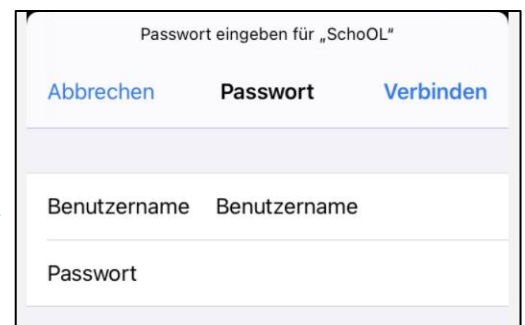 Passwort eingeben für „SchoOL"
Abbrechen Passwort Verbinden
Benutzername Benutzername
Passwort